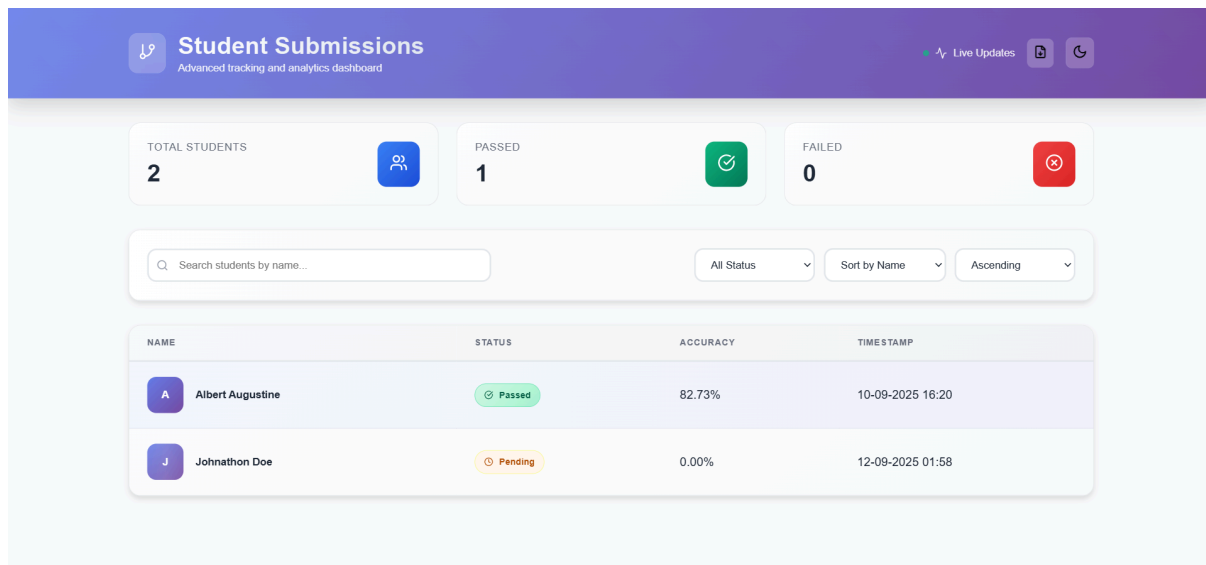 Student Submissions
Advanced tracking and analytics dashboard
Live Updates
TOTAL STUDENTS
2
PASSED
1
FAILED
0
Search students by name...
All Status
Sort by Name
Ascending
NAME STATUS ACCURACY TIMESTAMP
A Albert Augustine Passed 82.73% 10-09-2025 16:20
J Johnathon Doe Pending 0.00% 12-09-2025 01:58